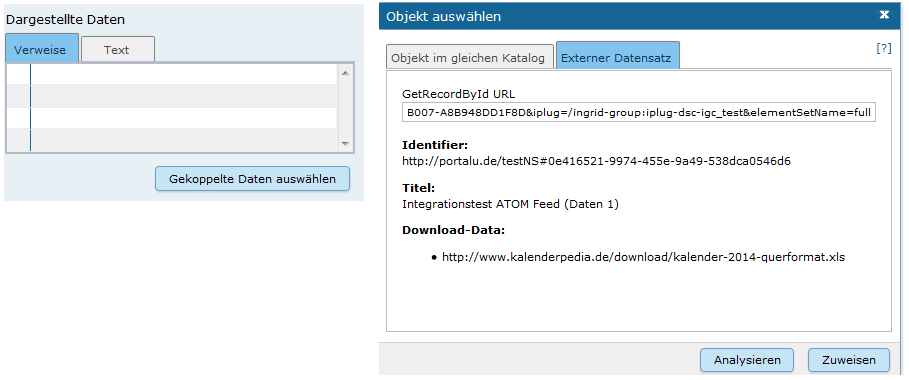 Dargestellte Daten
Verweise
Text
Gekoppelte Daten auswählen
Objekt auswählen
x
[?]
Objekt im gleichen Katalog
Externer Datensatz
GetRecordById URL
B007-A8B948DD1F8D&iplug=/ingrid-group:iplug-dsc-igc_test&elementSetName=full
Identifier:
http://portalu.de/testNS#0e416521-9974-455e-9a49-538dca0546d6
Titel:
Integrationstest ATOM Feed (Daten 1)
Download-Data:
• http://www.kalenderpedia.de/download/kalender-2014-querformat.xls
Analysieren
Zuweisen